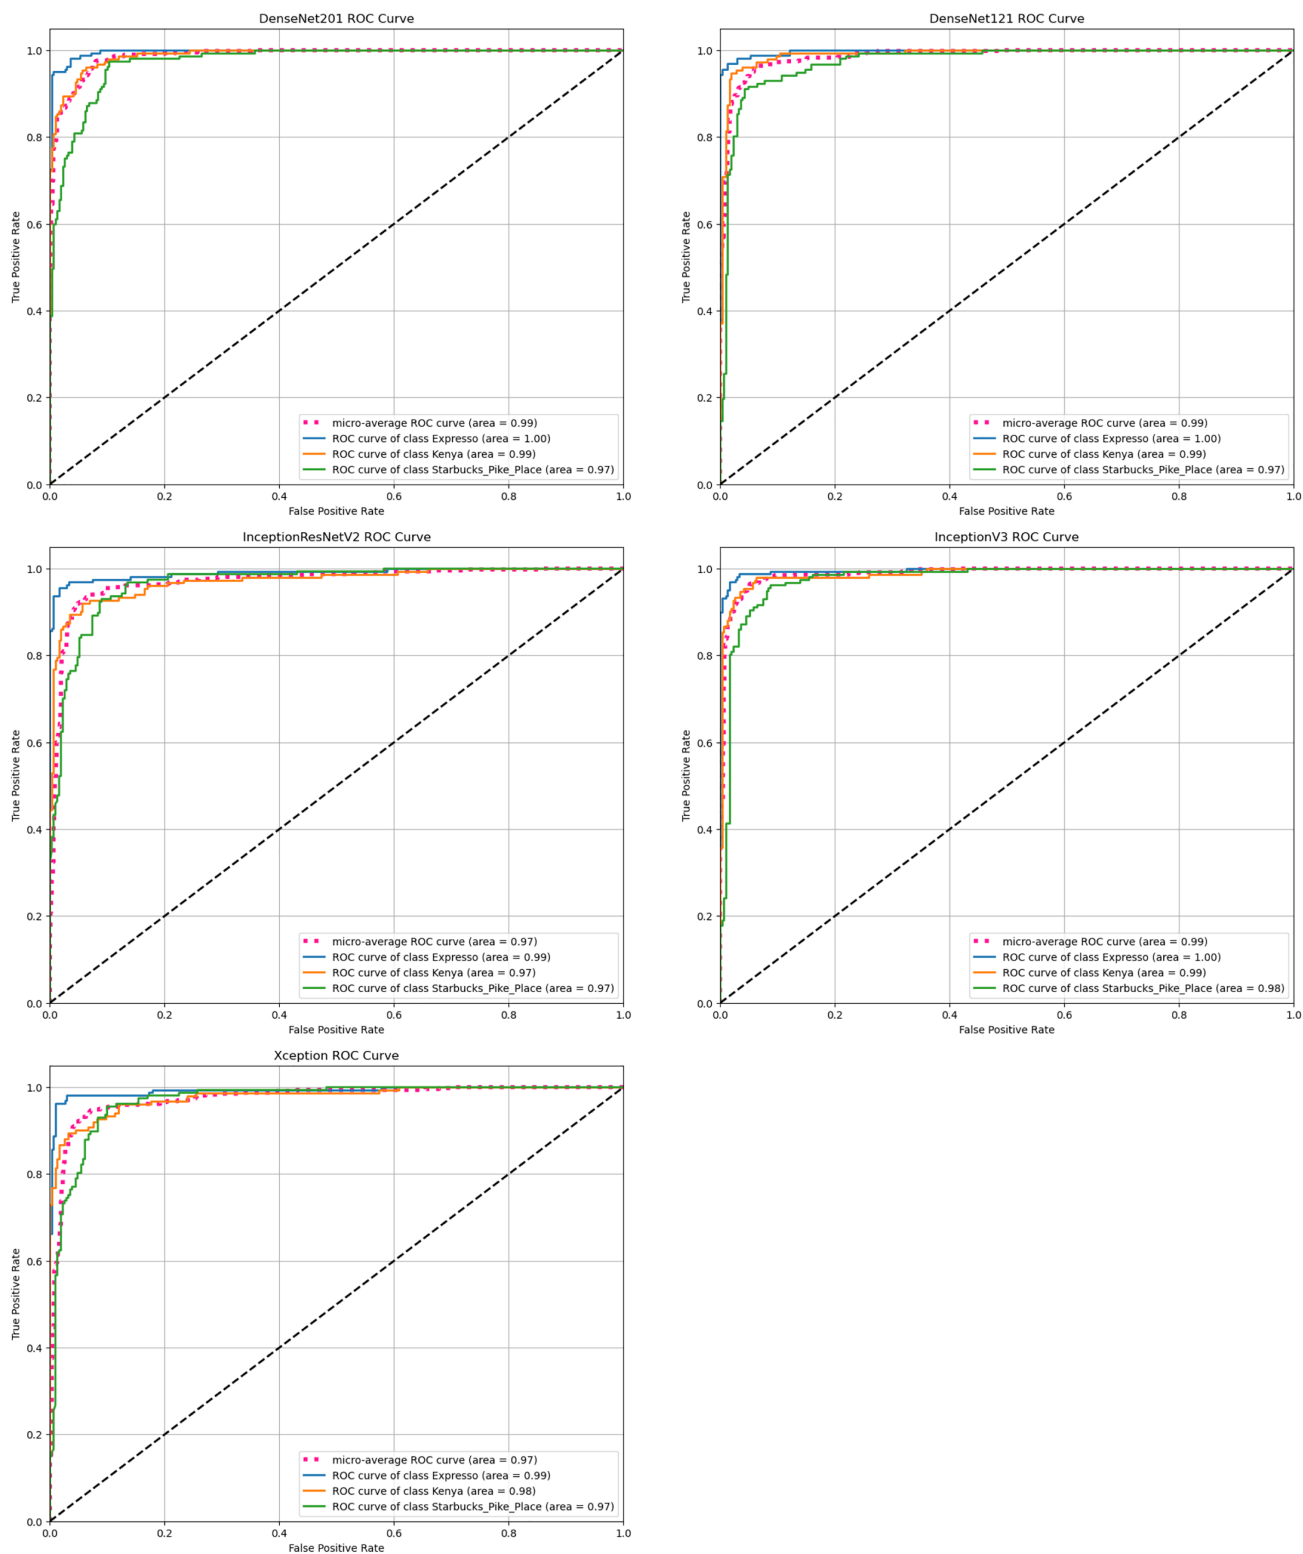 DenseNet201 ROC Curve
True Positive Rate
1.0
0.8
0.6
0.4
0.2
0.0
micro-average ROC curve (area = 0.99)
ROC curve of class Expresso (area = 1.00)
ROC curve of class Kenya (area = 0.99)
ROC curve of class Starbucks_Pike_Place (area = 0.97)
0.0 0.2 0.4 0.6 0.8 1.0
False Positive Rate
DenseNet121 ROC Curve
True Positive Rate
1.0
0.8
0.6
0.4
0.2
0.0
micro-average ROC curve (area = 0.99)
ROC curve of class Expresso (area = 1.00)
ROC curve of class Kenya (area = 0.99)
ROC curve of class Starbucks_Pike_Place (area = 0.97)
0.0 0.2 0.4 0.6 0.8 1.0
False Positive Rate
InceptionResNetV2 ROC Curve
True Positive Rate
1.0
0.8
0.6
0.4
0.2
0.0
micro-average ROC curve (area = 0.97)
ROC curve of class Expresso (area = 0.99)
ROC curve of class Kenya (area = 0.97)
ROC curve of class Starbucks_Pike_Place (area = 0.97)
0.0 0.2 0.4 0.6 0.8 1.0
False Positive Rate
InceptionV3 ROC Curve
True Positive Rate
1.0
0.8
0.6
0.4
0.2
0.0
micro-average ROC curve (area = 0.99)
ROC curve of class Expresso (area = 1.00)
ROC curve of class Kenya (area = 0.99)
ROC curve of class Starbucks_Pike_Place (area = 0.98)
0.0 0.2 0.4 0.6 0.8 1.0
False Positive Rate
Xception ROC Curve
True Positive Rate
1.0
0.8
0.6
0.4
0.2
0.0
micro-average ROC curve (area = 0.97)
ROC curve of class Expresso (area = 0.99)
ROC curve of class Kenya (area = 0.98)
ROC curve of class Starbucks_Pike_Place (area = 0.97)
0.0 0.2 0.4 0.6 0.8 1.0
False Positive Rate